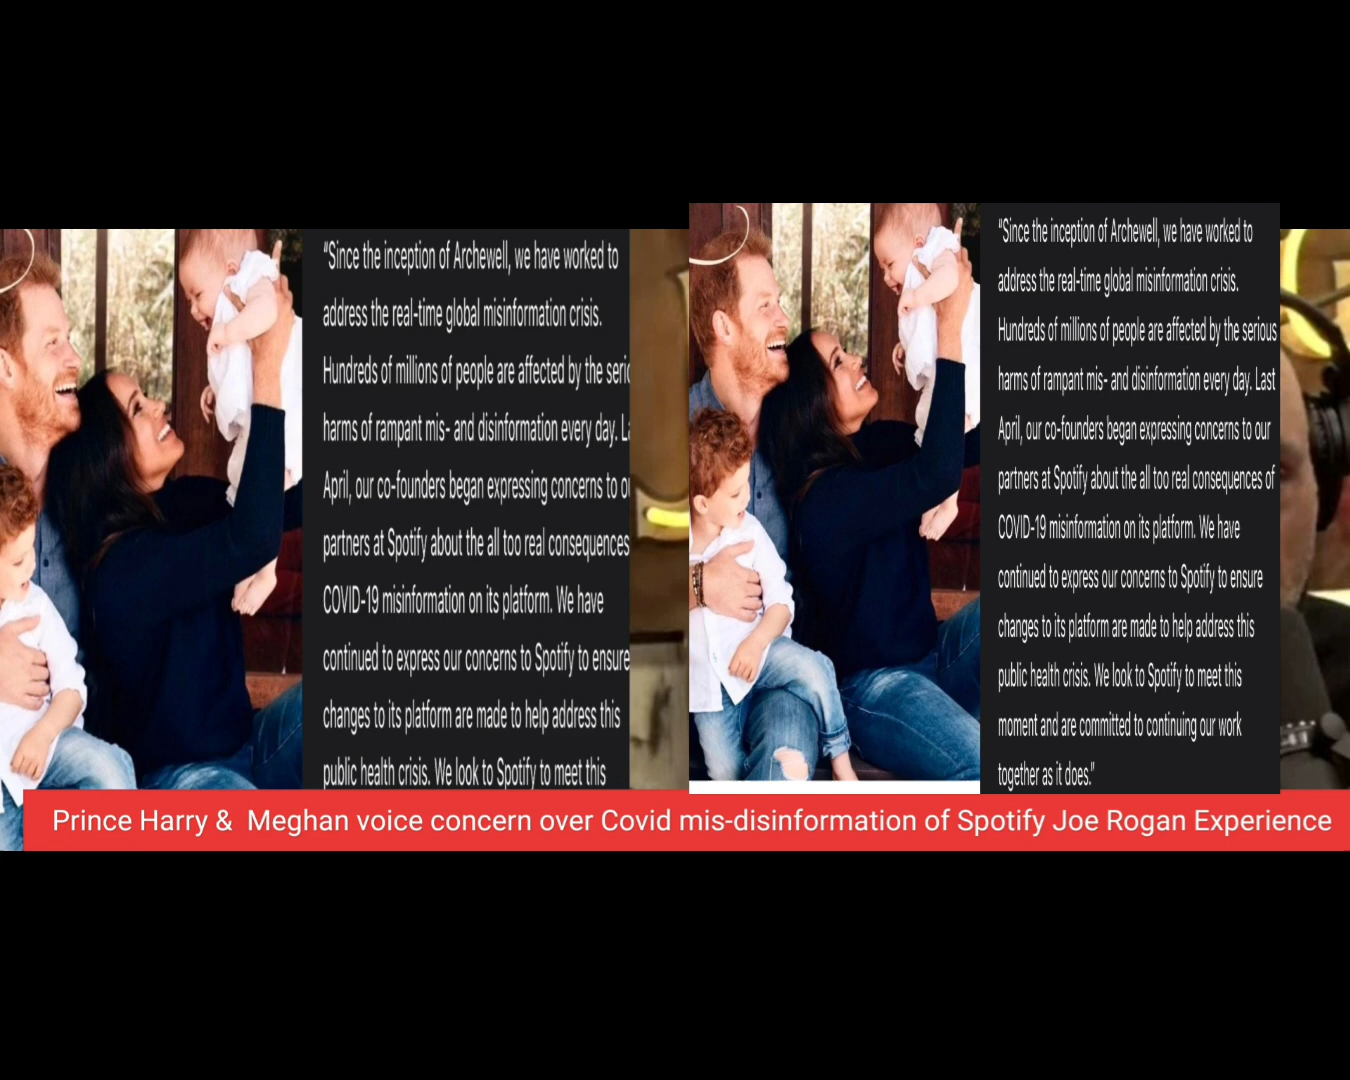 “Since the inception of Archewell, we have worked to
address the real-time global misinformation crisis.
Hundreds of millions of people are affected by the
harms of rampant mis- and disinformation every day.
April, our co-founders began expressing concerns to
partners at Spotify about the all too real consequences
COVID-19 misinformation on its platform. We have
continued to express our concerns to Spotify to ensure
changes to its platform are made to help address this
public health crisis. We look to Spotify to meet this
“Since the inception of Archewell, we have worked to
address the real-time global misinformation crisis.
Hundreds of millions of people are affected by the serious
harms of rampant mis- and disinformation every day. Last
April, our co-founders began expressing concerns to our
partners at Spotify about the all too real consequences of
COVID-19 misinformation on its platform. We have
continued to express our concerns to Spotify to ensure
changes to its platform are made to help address this
public health crisis. We look to Spotify to meet this
moment and are committed to continuing our work
together as it does.”
Prince Harry & Meghan voice concern over Covid mis-disinformation of Spotify Joe Rogan Experience